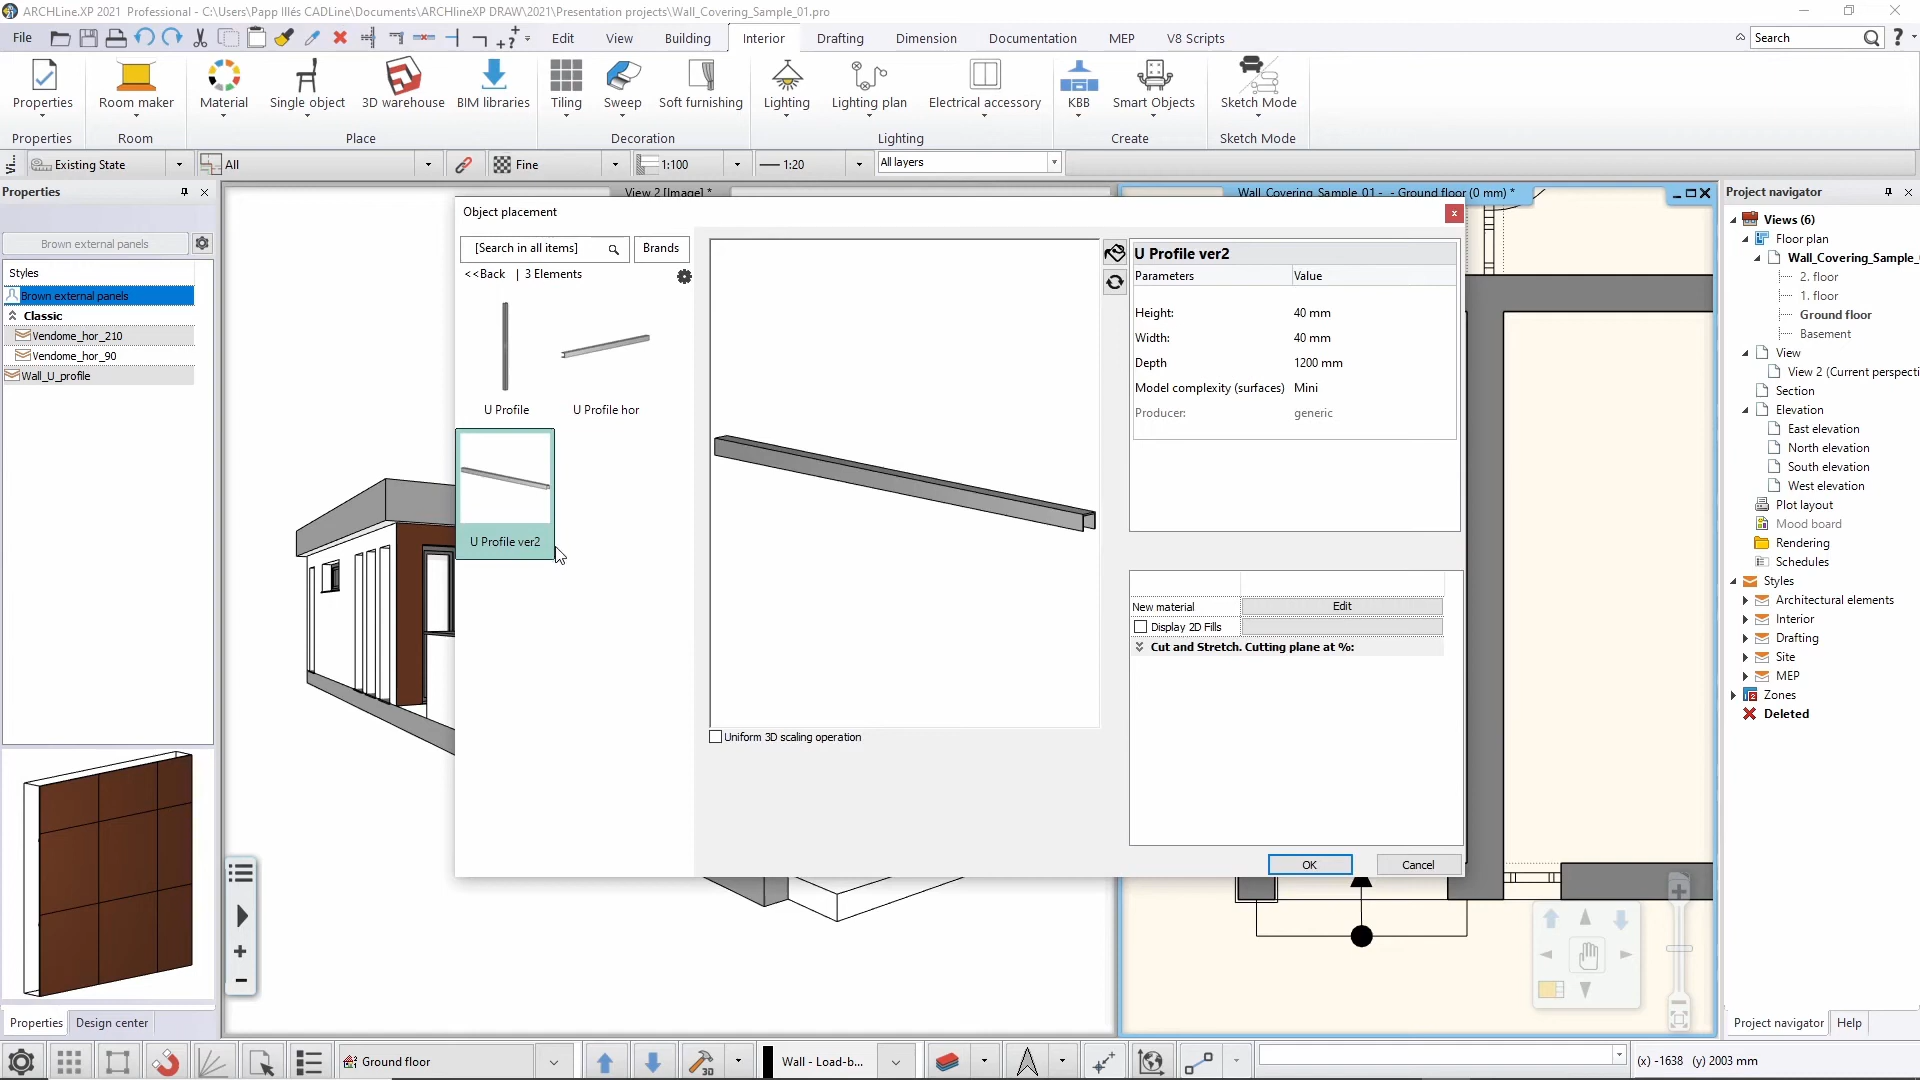 ARCHLine.XP 2021 Professional - C:\Users\Papp Illés CADLine\Documents\ARCHlineXP DRAW\2021\Presentation projects\Wall_Covering_Sample_01.pro
File Edit View Building Interior Drafting Dimension Documentation MEP V8 Scripts Search
Properties Room maker Material Single object 3D warehouse BIM libraries Tiling Sweep Soft furnishing Lighting Lighting plan Electrical accessory KBB Smart Objects Sketch Mode
Properties Room Place Decoration Lighting Create Sketch Mode
Existing State All Fine 1:100 1:20 All layers
Properties
Brown external panels
Styles
Brown external panels
Classic
Vendome_hor_210
Vendome_hor_90
Wall_U_profile
Properties Design center
View 2 [Image] *
Wall_Covering_Sample_01 - - Ground floor (0 mm) *
Object placement
[Search in all items] Brands
<<Back | 3 Elements
U Profile U Profile hor
U Profile ver2
Uniform 3D scaling operation
U Profile ver2
Parameters Value
Height: 40 mm
Width: 40 mm
Depth 1200 mm
Model complexity (surfaces) Mini
Producer: generic
New material Edit
Display 2D Fills
Cut and Stretch. Cutting plane at %:
OK Cancel
Project navigator
Views (6)
Floor plan
Wall_Covering_Sample_
2. floor
1. floor
Ground floor
Basement
View
View 2 (Current perspecti
Section
Elevation
East elevation
North elevation
South elevation
West elevation
Plot layout
Mood board
Rendering
Schedules
Styles
Architectural elements
Interior
Drafting
Site
MEP
Zones
Deleted
Project navigator Help
Ground floor 3D Wall - Load-b... (x) -1638 (y) 2003 mm